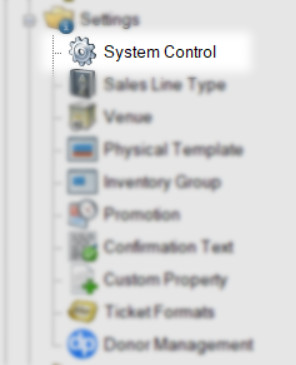 Settings
System Control
Sales Line Type
Venue
Physical Template
Inventory Group
Promotion
Confirmation Text
Custom Property
Ticket Formats
Donor Management